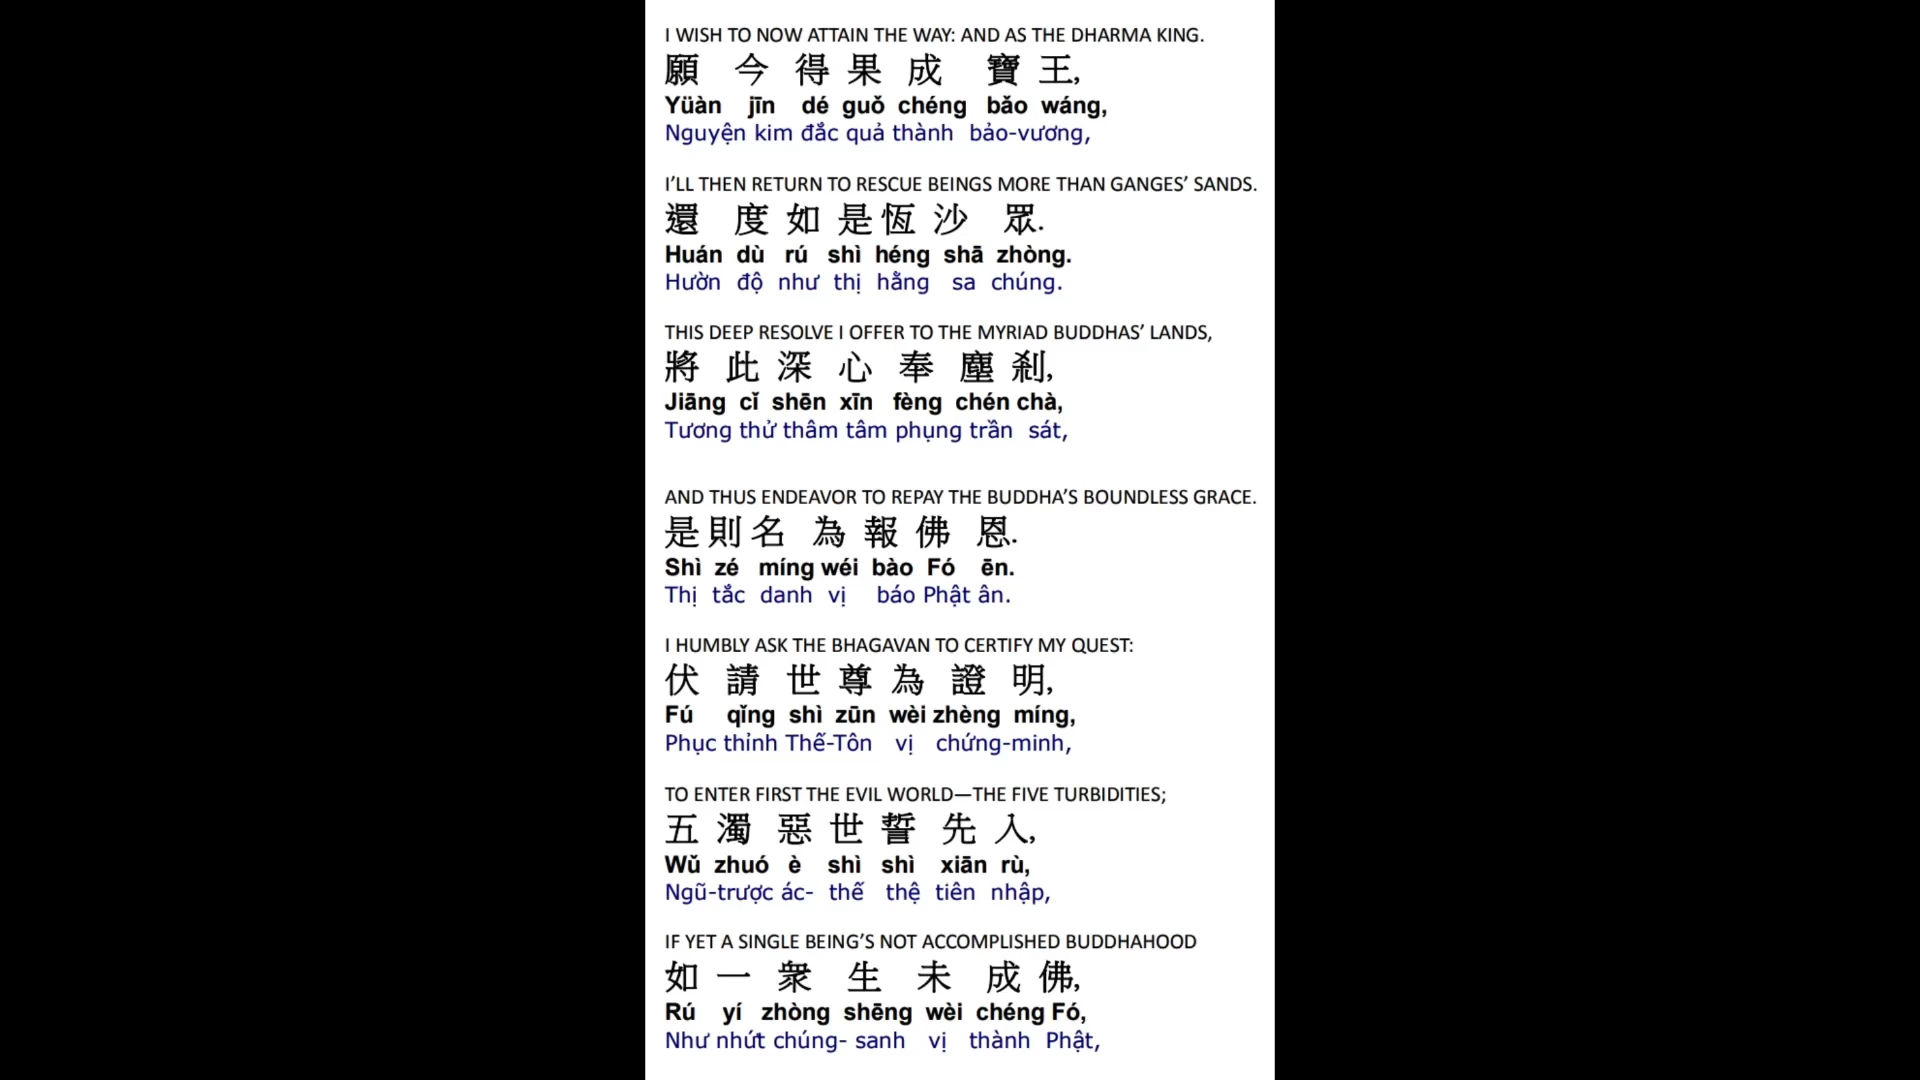 I WISH TO NOW ATTAIN THE WAY: AND AS THE DHARMA KING.
願 今 得 果 成 寶 王,
Yüàn jīn dé guǒ chéng bǎo wáng,
Nguyện kim đắc quả thành bảo-vương,
I’LL THEN RETURN TO RESCUE BEINGS MORE THAN GANGES’ SANDS.
還 度 如 是 恆 沙 眾.
Huán dù rú shì héng shā zhòng.
Hườn độ như thị hằng sa chúng.
THIS DEEP RESOLVE I OFFER TO THE MYRIAD BUDDHAS’ LANDS,
將 此 深 心 奉 塵 剎,
Jiāng cǐ shēn xīn fèng chén chà,
Tương thử thâm tâm phụng trần sát,
AND THUS ENDEAVOR TO REPAY THE BUDDHA’S BOUNDLESS GRACE.
是 則 名 為 報 佛 恩.
Shì zé míng wéi bào Fó ēn.
Thị tắc danh vị báo Phật ân.
I HUMBLY ASK THE BHAGAVAN TO CERTIFY MY QUEST:
伏 請 世 尊 為 證 明,
Fú qǐng shì zūn wèi zhèng míng,
Phục thỉnh Thế-Tôn vị chứng-minh,
TO ENTER FIRST THE EVIL WORLD—THE FIVE TURBIDITIES;
五 濁 惡 世 誓 先 入,
Wǔ zhuó è shì shì xiān rù,
Ngũ-trược ác- thế thệ tiên nhập,
IF YET A SINGLE BEING’S NOT ACCOMPLISHED BUDDHAHOOD
如 一 衆 生 未 成 佛,
Rú yí zhòng shēng wèi chéng Fó,
Như nhứt chúng- sanh vị thành Phật,